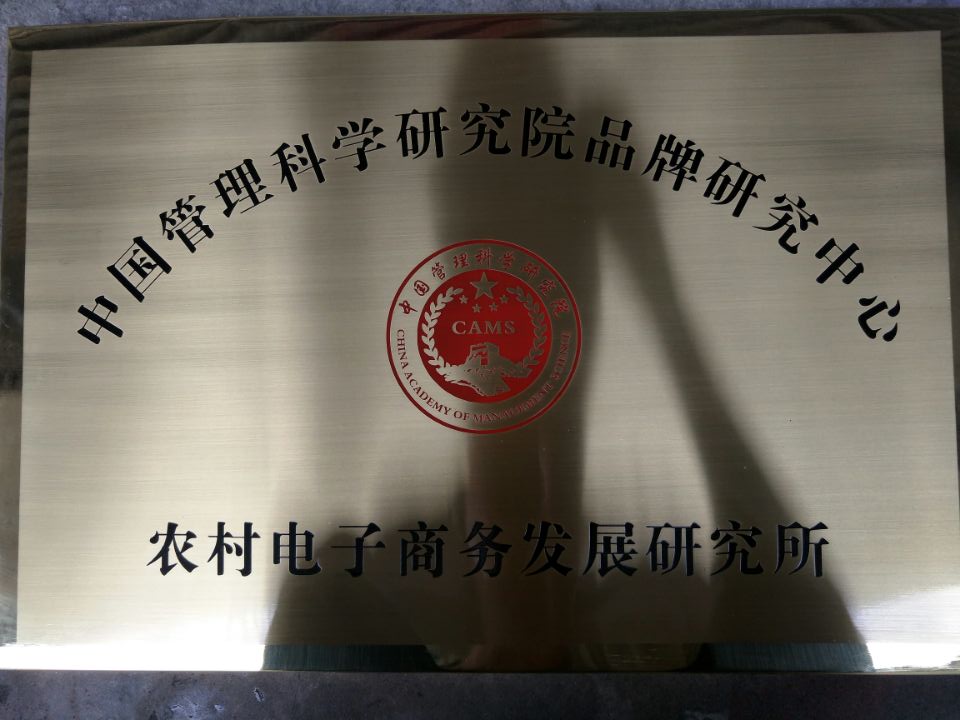 中国管理科学研究院品牌研究中心
中国管理科学研究院
CAMS
CHINA ACADEMY OF MANAGEMENT SCIENCE
农村电子商务发展研究所